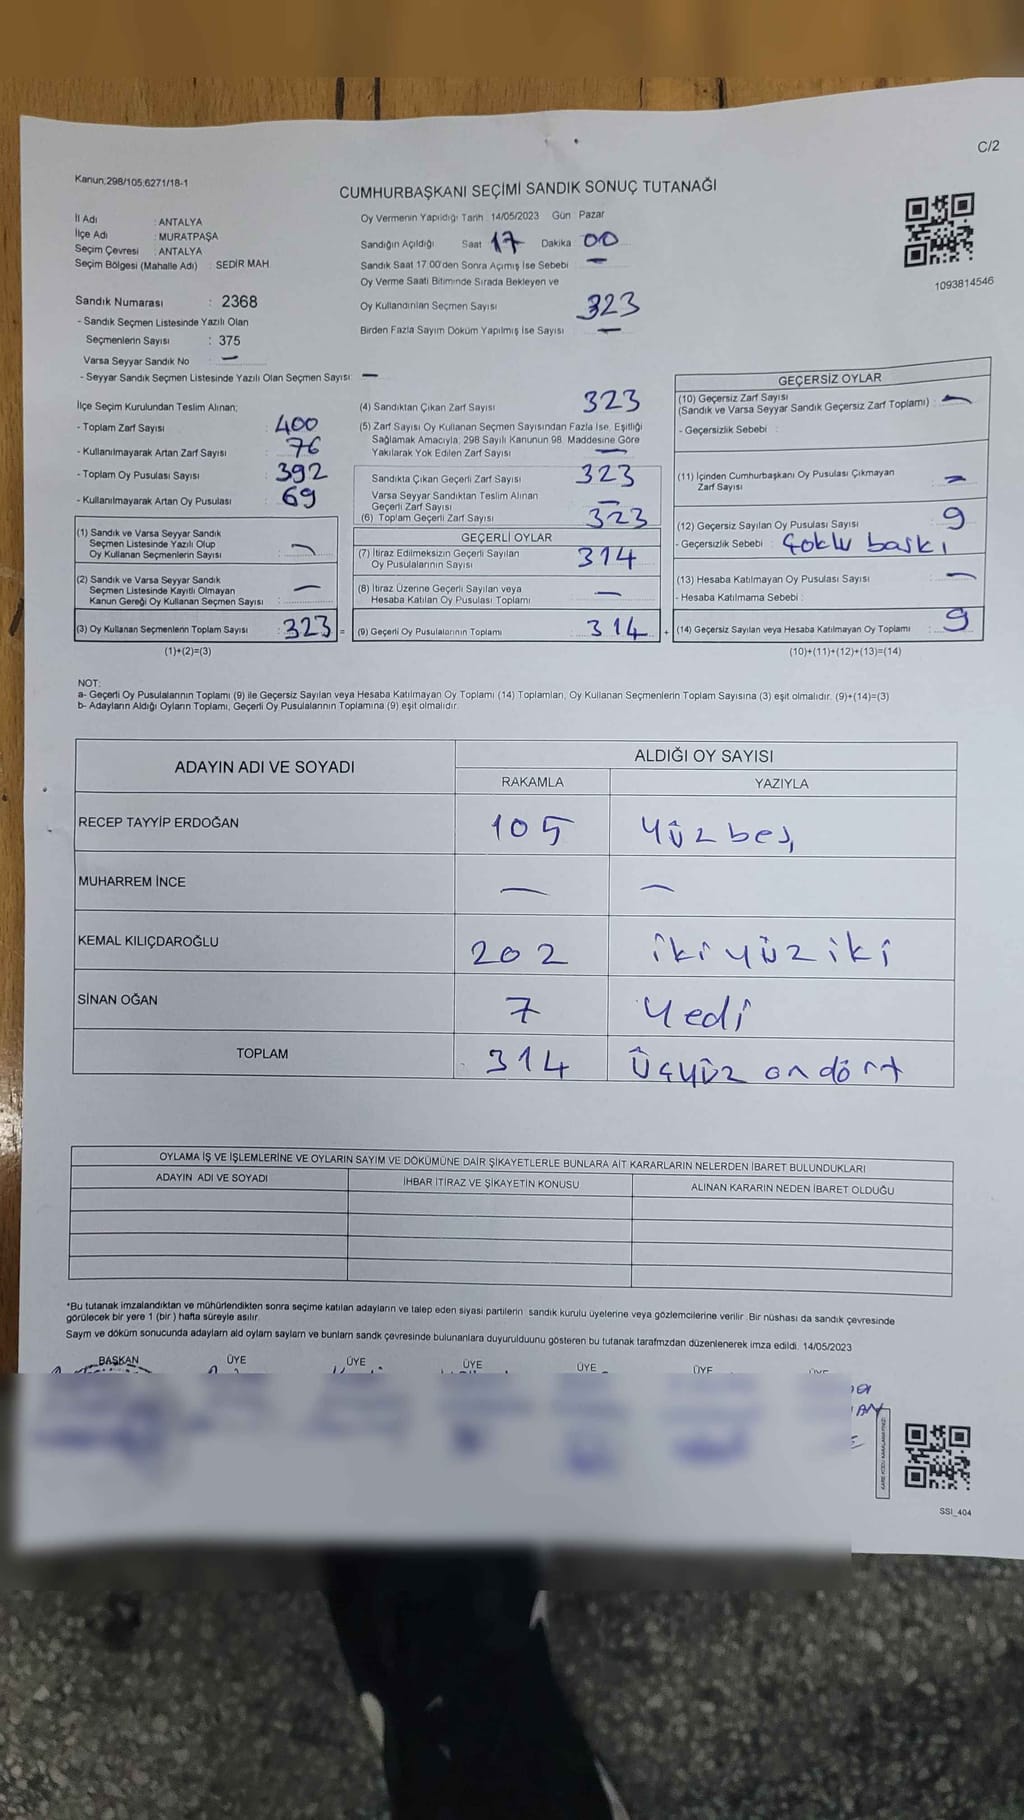 C/2
Kanun;298/105;6271/18-1
CUMHURBAŞKANI SEÇİMİ SANDIK SONUÇ TUTANAĞI
İl Adı : ANTALYA
İlçe Adı : MURATPAŞA
Seçim Çevresi : ANTALYA
Seçim Bölgesi (Mahalle Adı) : SEDİR MAH
Oy Vermenin Yapıldığı Tarih 14/05/2023 Gün Pazar
Sandığın Açıldığı Saat 17 Dakika 00
Sandık Saat 17:00'den Sonra Açımış İse Sebebi —
Oy Verme Saati Bitiminde Sırada Bekleyen ve
Oy Kullandırılan Seçmen Sayısı 323
Birden Fazla Sayım Döküm Yapılmış İse Sayısı —
1093814546
Sandık Numarası : 2368
- Sandık Seçmen Listesinde Yazılı Olan
Seçmenlerin Sayısı : 375
Varsa Seyyar Sandık No —
- Seyyar Sandık Seçmen Listesinde Yazılı Olan Seçmen Sayısı: —
İlçe Seçim Kurulundan Teslim Alınan;
- Toplam Zarf Sayısı : 400
- Kullanılmayarak Artan Zarf Sayısı : 76
- Toplam Oy Pusulası Sayısı : 392
- Kullanılmayarak Artan Oy Pusulası : 69
(1) Sandık ve Varsa Seyyar Sandık
Seçmen Listesinde Yazılı Olup
Oy Kullanan Seçmenlerin Sayısı : —
(2) Sandık ve Varsa Seyyar Sandık
Seçmen Listesinde Kayıtlı Olmayan
Kanun Gereği Oy Kullanan Seçmen Sayısı : —
(3) Oy Kullanan Seçmenlerin Toplam Sayısı : 323 =
(1)+(2)=(3)
(4) Sandıktan Çıkan Zarf Sayısı 323
(5) Zarf Sayısı Oy Kullanan Seçmen Sayısından Fazla İse, Eşitliği
Sağlamak Amacıyla; 298 Sayılı Kanunun 98. Maddesine Göre
Yakılarak Yok Edilen Zarf Sayısı —
Sandıkta Çıkan Geçerli Zarf Sayısı 323
Varsa Seyyar Sandıktan Teslim Alınan
Geçerli Zarf Sayısı —
(6) Toplam Geçerli Zarf Sayısı 323
GEÇERLİ OYLAR
(7) İtiraz Edilmeksizin Geçerli Sayılan
Oy Pusulalarının Sayısı 314
(8) İtiraz Üzerine Geçerli Sayılan veya
Hesaba Katılan Oy Pusulası Toplamı —
(9) Geçerli Oy Pusulalarının Toplamı 314 +
GEÇERSİZ OYLAR
(10) Geçersiz Zarf Sayısı
(Sandık ve Varsa Seyyar Sandık Geçersiz Zarf Toplamı) : —
- Geçersizlik Sebebi :
(11) İçinden Cumhurbaşkanı Oy Pusulası Çıkmayan
Zarf Sayısı —
(12) Geçersiz Sayılan Oy Pusulası Sayısı 9
- Geçersizlik Sebebi : Çoklu baskı
(13) Hesaba Katılmayan Oy Pusulası Sayısı —
- Hesaba Katılmama Sebebi :
(14) Geçersiz Sayılan veya Hesaba Katılmayan Oy Toplamı : 9
(10)+(11)+(12)+(13)=(14)
NOT:
a- Geçerli Oy Pusulalarının Toplamı (9) ile Geçersiz Sayılan veya Hesaba Katılmayan Oy Toplamı (14) Toplamları, Oy Kullanan Seçmenlerin Toplam Sayısına (3) eşit olmalıdır. (9)+(14)=(3)
b- Adayların Aldığı Oyların Toplamı, Geçerli Oy Pusulalarının Toplamına (9) eşit olmalıdır.
ADAYIN ADI VE SOYADI ALDIĞI OY SAYISI
RAKAMLA YAZIYLA
RECEP TAYYİP ERDOĞAN 105 Yüzbeş
MUHARREM İNCE — —
KEMAL KILIÇDAROĞLU 202 ikiyüziki
SİNAN OĞAN 7 Yedi
TOPLAM 314 Üçyüz ondört
OYLAMA İŞ VE İŞLEMLERİNE VE OYLARIN SAYIM VE DÖKÜMÜNE DAİR ŞİKAYETLERLE BUNLARA AİT KARARLARIN NELERDEN İBARET BULUNDUKLARI
ADAYIN ADI VE SOYADI İHBAR İTİRAZ VE ŞİKAYETİN KONUSU ALINAN KARARIN NEDEN İBARET OLDUĞU
*Bu tutanak imzalandıktan ve mühürlendikten sonra seçime katılan adayların ve talep eden siyasi partilerin sandık kurulu üyelerine veya gözlemcilerine verilir. Bir nüshası da sandık çevresinde
görülecek bir yere 1 (bir) hafta süreyle asılır.
Sayım ve döküm sonucunda adayların ald oyların sayların ve bunların sandk çevresinde bulunanlara duyurulduunu gösteren bu tutanak tarafmzdan düzenlenerek imza edildi. 14/05/2023
BAŞKAN ÜYE ÜYE ÜYE ÜYE ÜYE
SSI_404